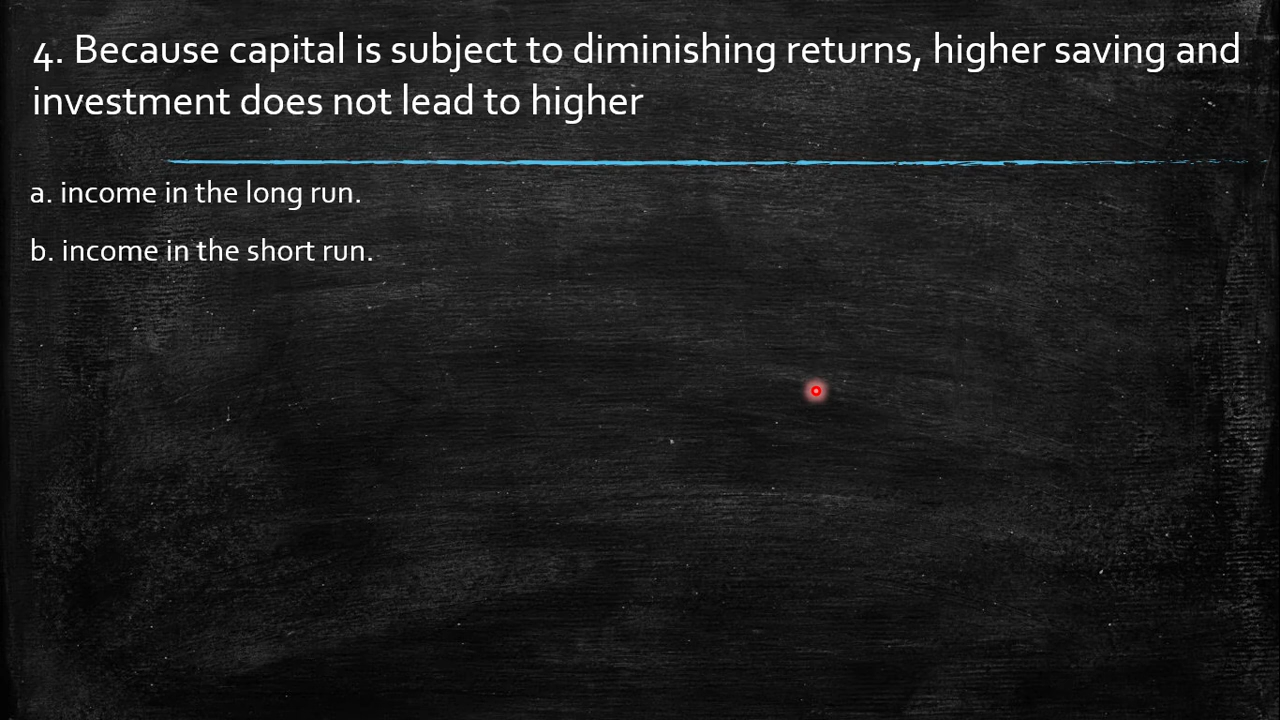 4. Because capital is subject to diminishing returns, higher saving and
investment does not lead to higher
a. income in the long run.
b. income in the short run.